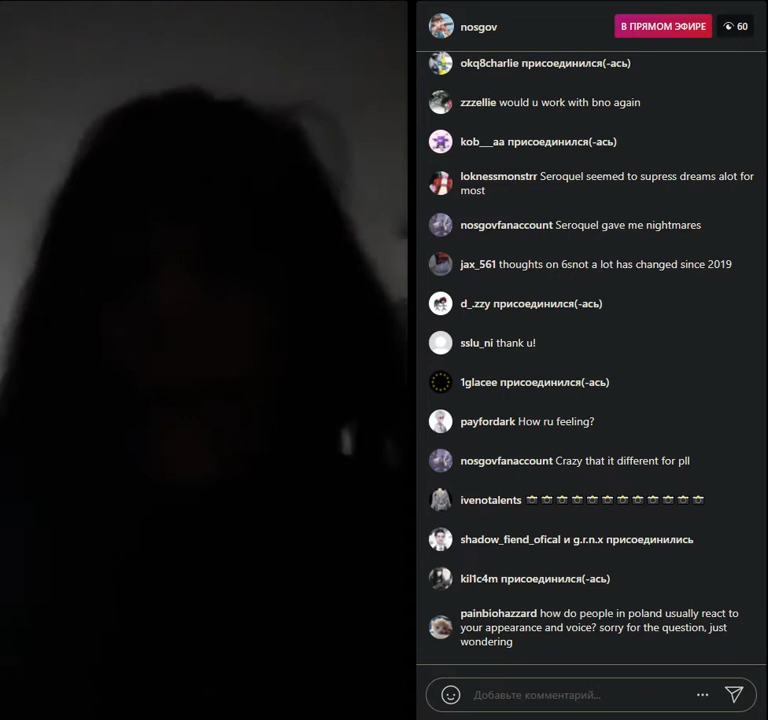 nosgov
В ПРЯМОМ ЭФИРЕ
60
okq8charlie присоединился(-ась)
zzzellie would u work with bno again
kob___aa присоединился(-ась)
loknessmonstrr Seroquel seemed to supress dreams alot for
most
nosgovfanaccount Seroquel gave me nightmares
jax_561 thoughts on 6snot a lot has changed since 2019
d_.zzy присоединился(-ась)
sslu_ni thank u!
1glacee присоединился(-ась)
payfordark How ru feeling?
nosgovfanaccount Crazy that it different for pll
ivenotalents 📸 📸 📸 📸 📸 📸 📸 📸 📸 📸 📸 📸
shadow_fiend_ofical и g.r.n.x присоединились
kil1c4m присоединился(-ась)
painbiohazzard how do people in poland usually react to
your appearance and voice? sorry for the question, just
wondering
Добавьте комментарий...